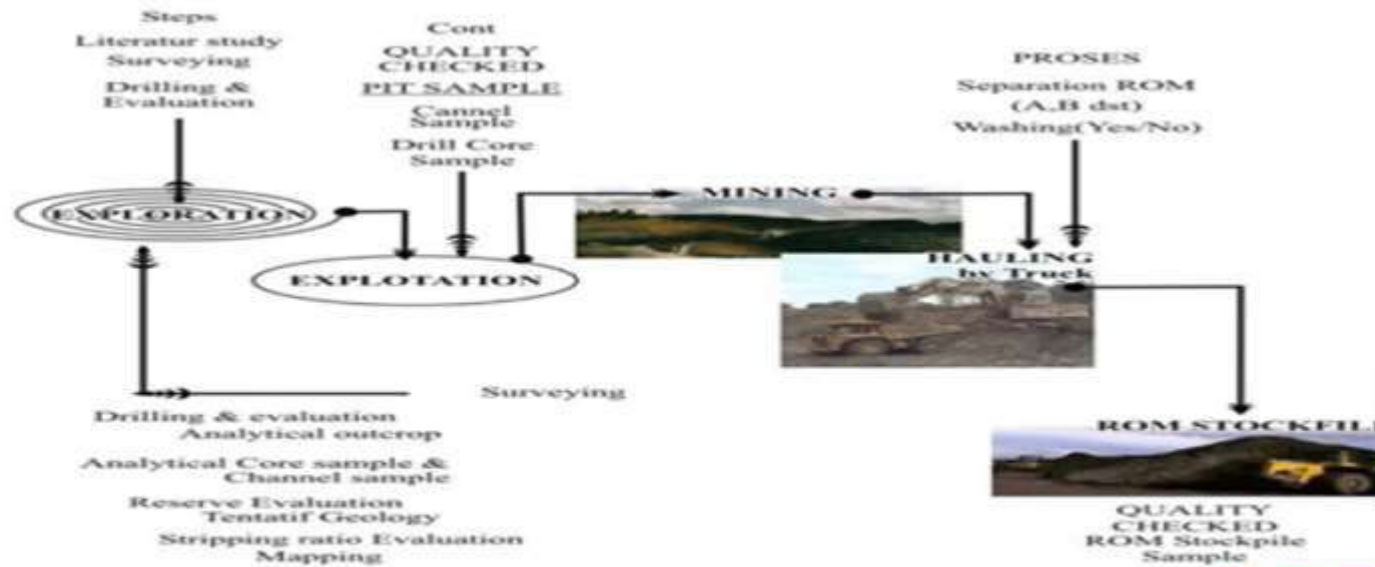 Steps
Literatur study
Surveying
Drilling &
Evaluation
Cont
QUALITY
CHECKED
PIT SAMPLE
Cannel
Sample
Drill Core
Sample
PROSES
Separation ROM
(A,B dst)
Washing(Yes/No)
EXPLORATION
MINING
EXPLOTATION
HAULING
by Truck
Surveying
Drilling & evaluation
Analytical outcrop
Analytical Core sample &
Channel sample
Reserve Evaluation
Tentatif Geology
Stripping ratio Evaluation
Mapping
ROM STOCKFILE
QUALITY
CHECKED
ROM Stockpile
Sample